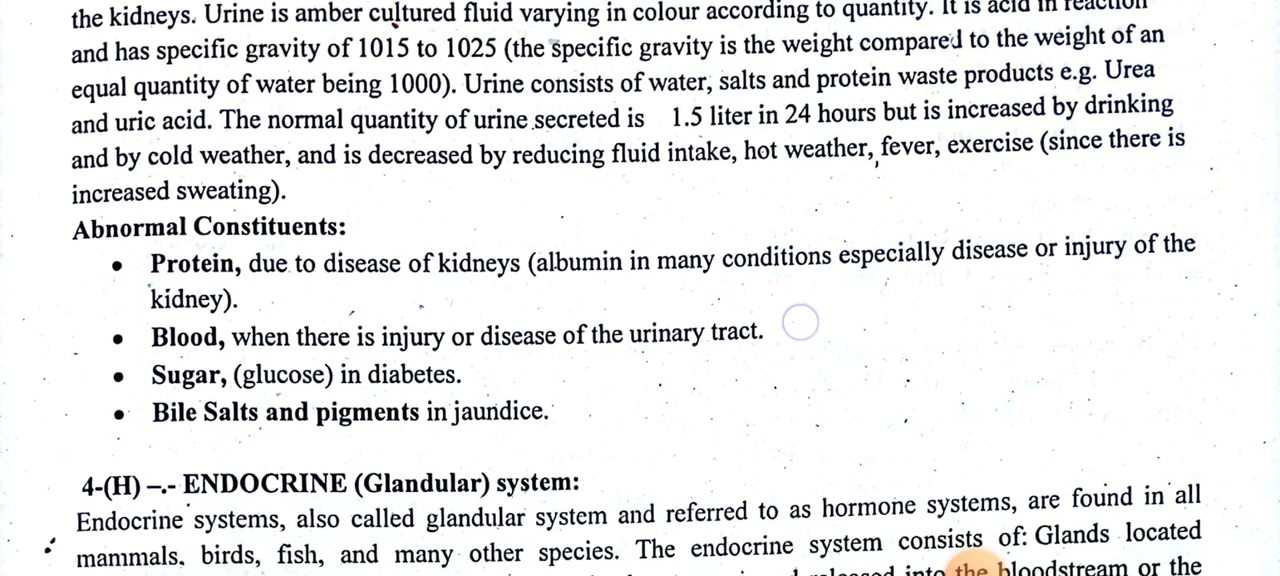 the kidneys. Urine is amber cultured fluid varying in colour according to quantity. It is acid in reaction
and has specific gravity of 1015 to 1025 (the specific gravity is the weight compared to the weight of an
equal quantity of water being 1000). Urine consists of water, salts and protein waste products e.g. Urea
and uric acid. The normal quantity of urine secreted is 1.5 liter in 24 hours but is increased by drinking
and by cold weather, and is decreased by reducing fluid intake, hot weather, fever, exercise (since there is
increased sweating).
Abnormal Constituents:
• Protein, due to disease of kidneys (albumin in many conditions especially disease or injury of the
kidney).
• Blood, when there is injury or disease of the urinary tract.
• Sugar, (glucose) in diabetes.
• Bile Salts and pigments in jaundice.
4-(H) –.- ENDOCRINE (Glandular) system:
Endocrine systems, also called glandular system and referred to as hormone systems, are found in all
mammals, birds, fish, and many other species. The endocrine system consists of: Glands located
released into the bloodstream or the